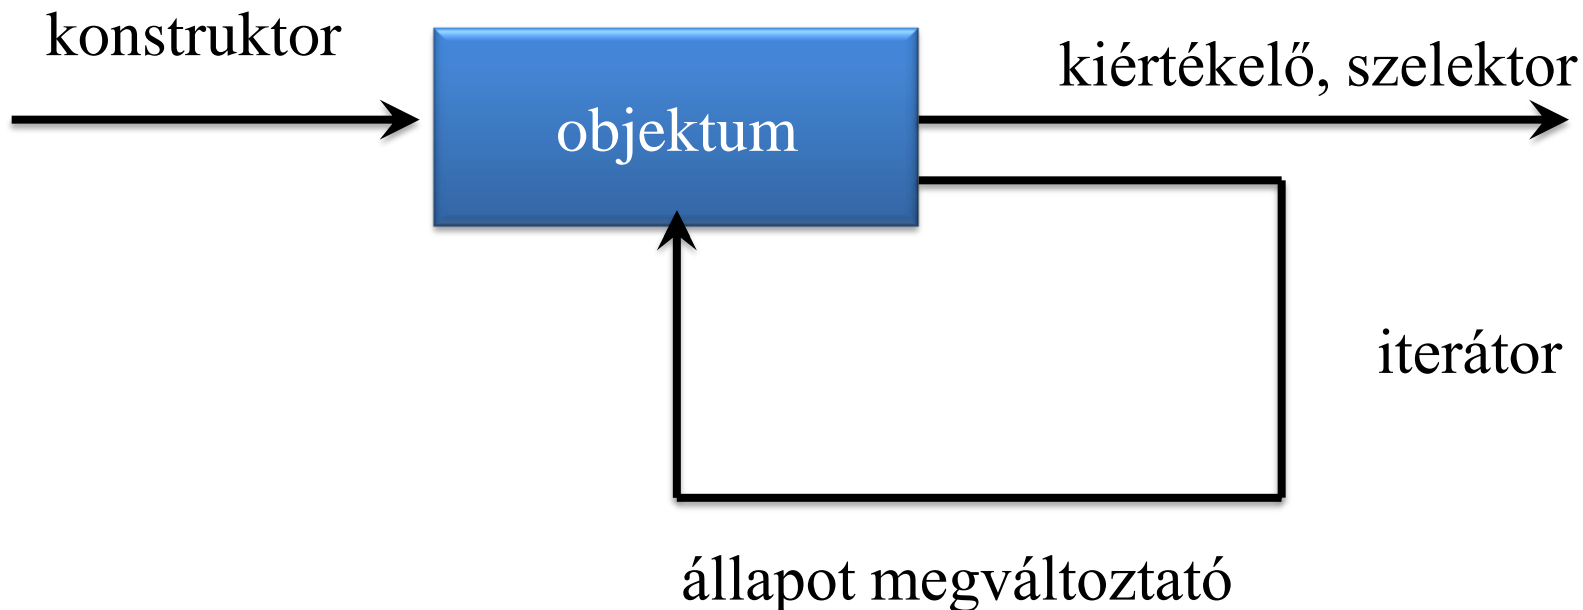 konstruktor
kiértékelő, szelektor
objektum
iterátor
állapot megváltoztató